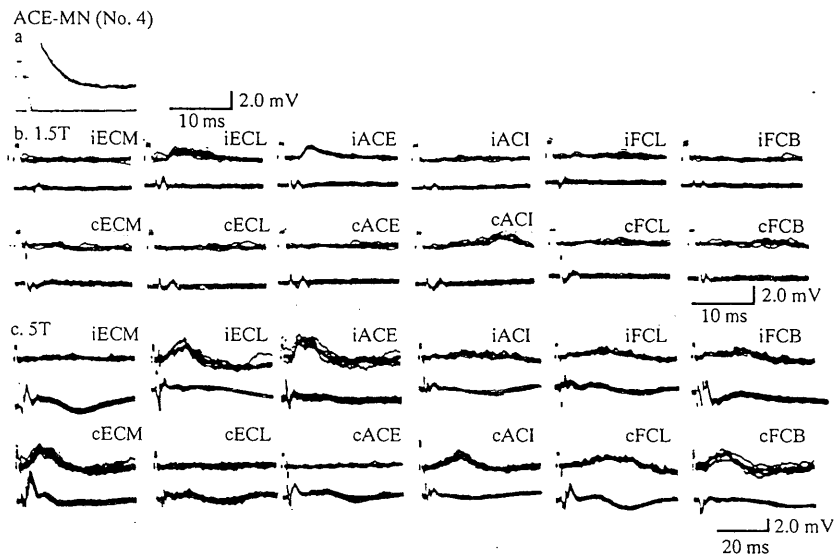 ACE-MN (No. 4)
a
2.0 mV
10 ms
b. 1.5T iECM iECL iACE iACI iFCL iFCB
cECM cECL cACE cACI cFCL cFCB
2.0 mV
10 ms
c. 5T iECM iECL iACE iACI iFCL iFCB
cECM cECL cACE cACI cFCL cFCB
2.0 mV
20 ms